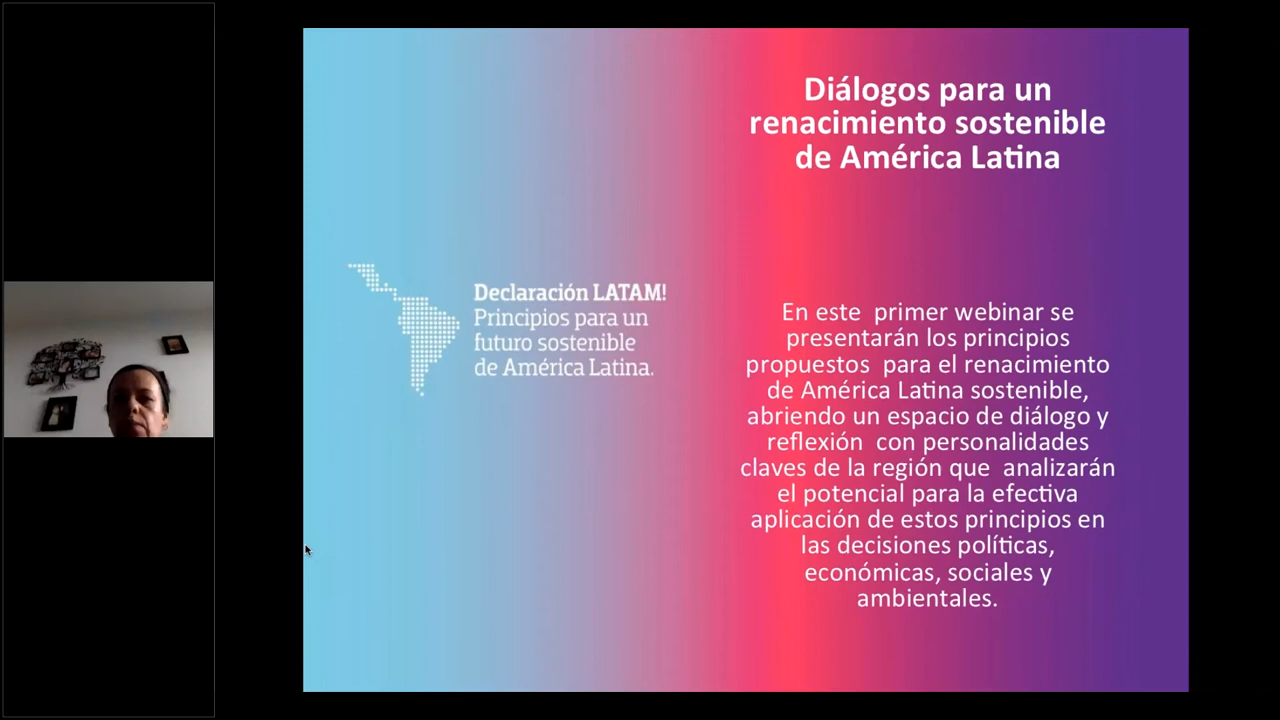 Diálogos para un
renacimiento sostenible
de América Latina
Declaración LATAM!
Principios para un
futuro sostenible
de América Latina.
En este primer webinar se
presentarán los principios
propuestos para el renacimiento
de América Latina sostenible,
abriendo un espacio de diálogo y
reflexión con personalidades
claves de la región que analizarán
el potencial para la efectiva
aplicación de estos principios en
las decisiones políticas,
económicas, sociales y
ambientales.